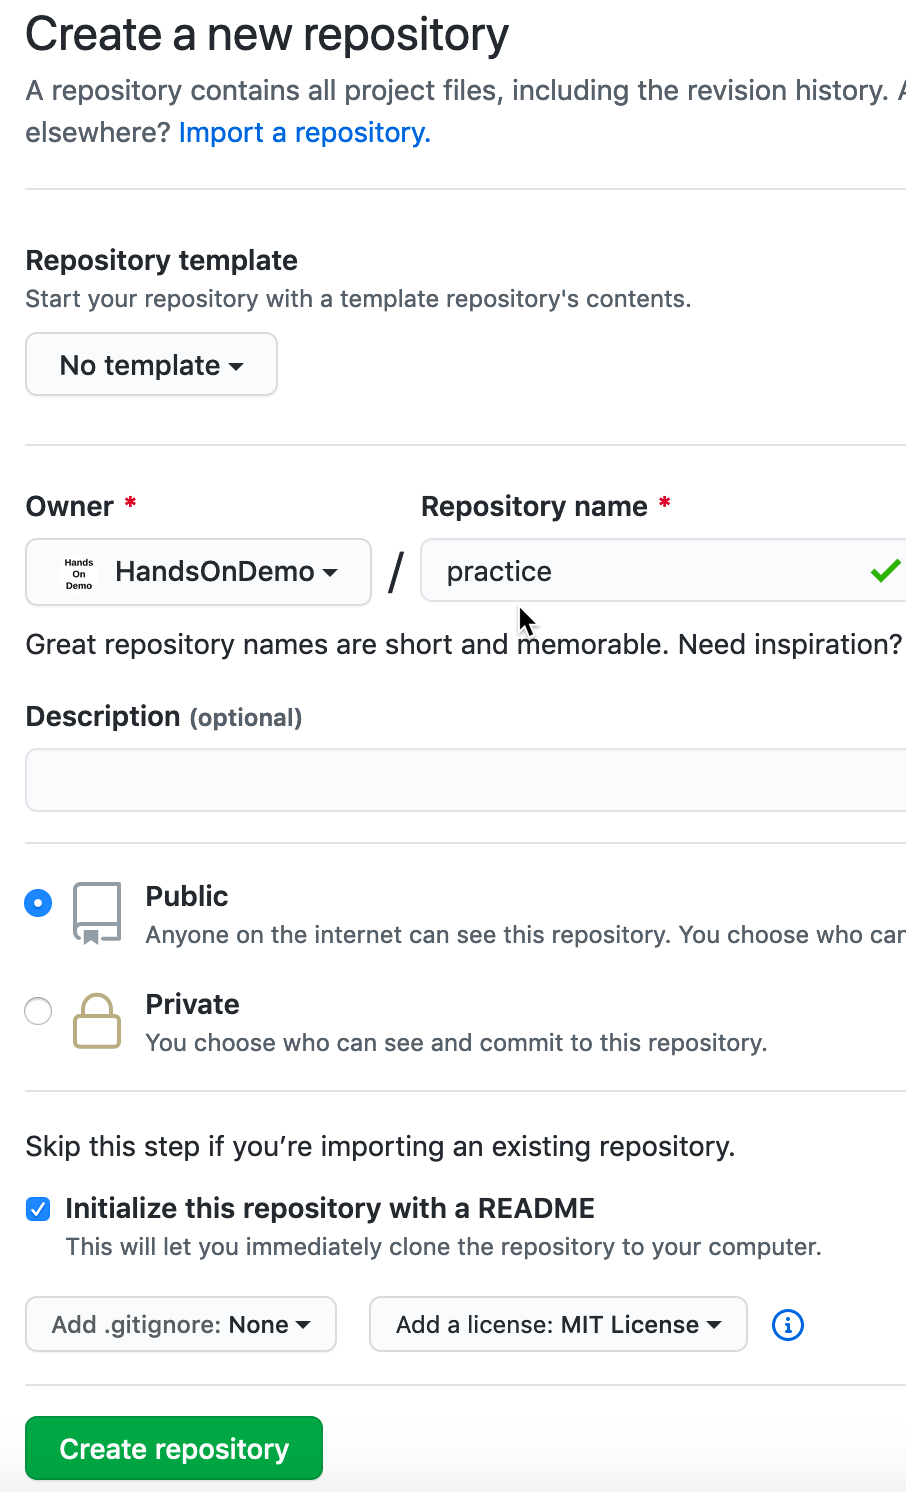 Create a new repository
A repository contains all project files, including the revision history. A
elsewhere? Import a repository.
Repository template
Start your repository with a template repository's contents.
No template
Owner *
Repository name *
Hands
On
Demo
HandsOnDemo
/
practice
Great repository names are short and memorable. Need inspiration?
Description (optional)
Public
Anyone on the internet can see this repository. You choose who can
Private
You choose who can see and commit to this repository.
Skip this step if you’re importing an existing repository.
Initialize this repository with a README
This will let you immediately clone the repository to your computer.
Add .gitignore: None
Add a license: MIT License
Create repository